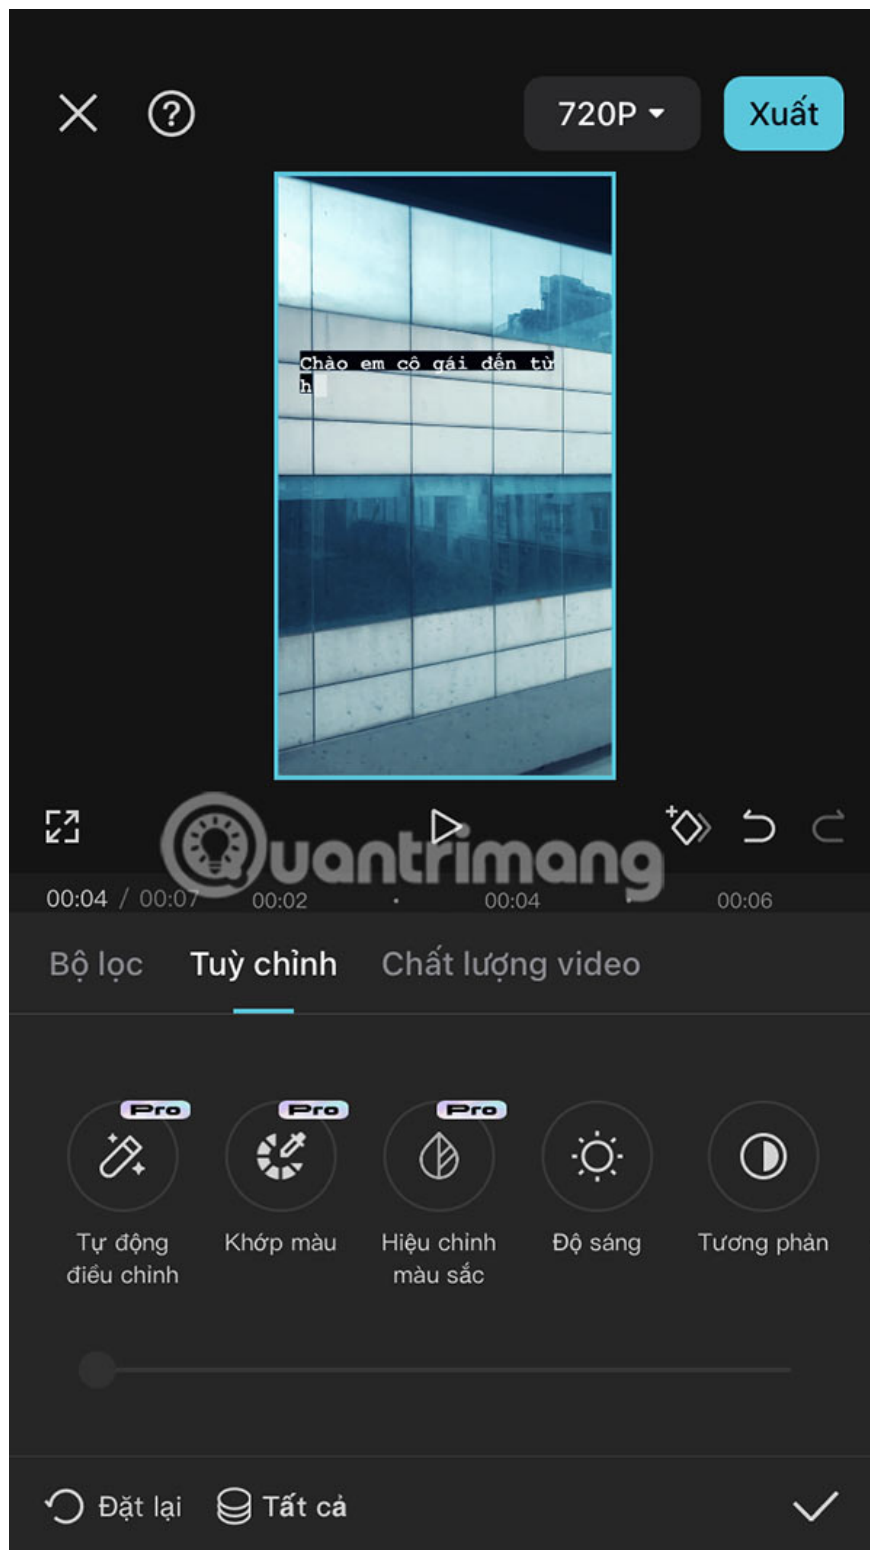 720P
Xuất
Chào em cô gái đến từ
h
Quantrimang
00:04 / 00:07
00:02
00:04
00:06
Bộ lọc
Tuỳ chỉnh
Chất lượng video
Pro
Pro
Pro
Tự động
điều chỉnh
Khớp màu
Hiệu chỉnh
màu sắc
Độ sáng
Tương phản
Đặt lại
Tất cả